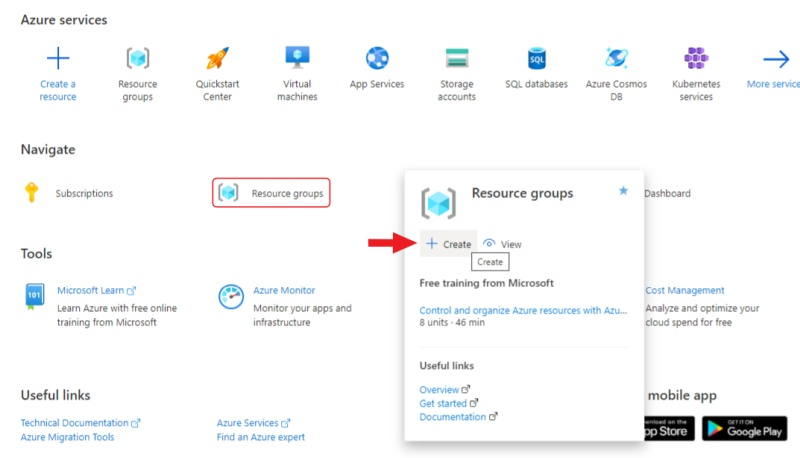 Azure services
Create a
resource
Resource
groups
Quickstart
Center
Virtual
machines
App Services
Storage
accounts
SQL
SQL databases
Azure Cosmos
DB
Kubernetes
services
More service
Navigate
Subscriptions
Resource groups
Dashboard
Resource groups
Create
View
Create
Free training from Microsoft
Control and organize Azure resources with Azu...
8 units · 46 min
Useful links
Overview
Get started
Documentation
Tools
101
Microsoft Learn
Learn Azure with free online
training from Microsoft
Azure Monitor
Monitor your apps and
infrastructure
Cost Management
Analyze and optimize your
cloud spend for free
Useful links
Technical Documentation
Azure Migration Tools
Azure Services
Find an Azure expert
mobile app
pp Store
GET IT ON
Google Play